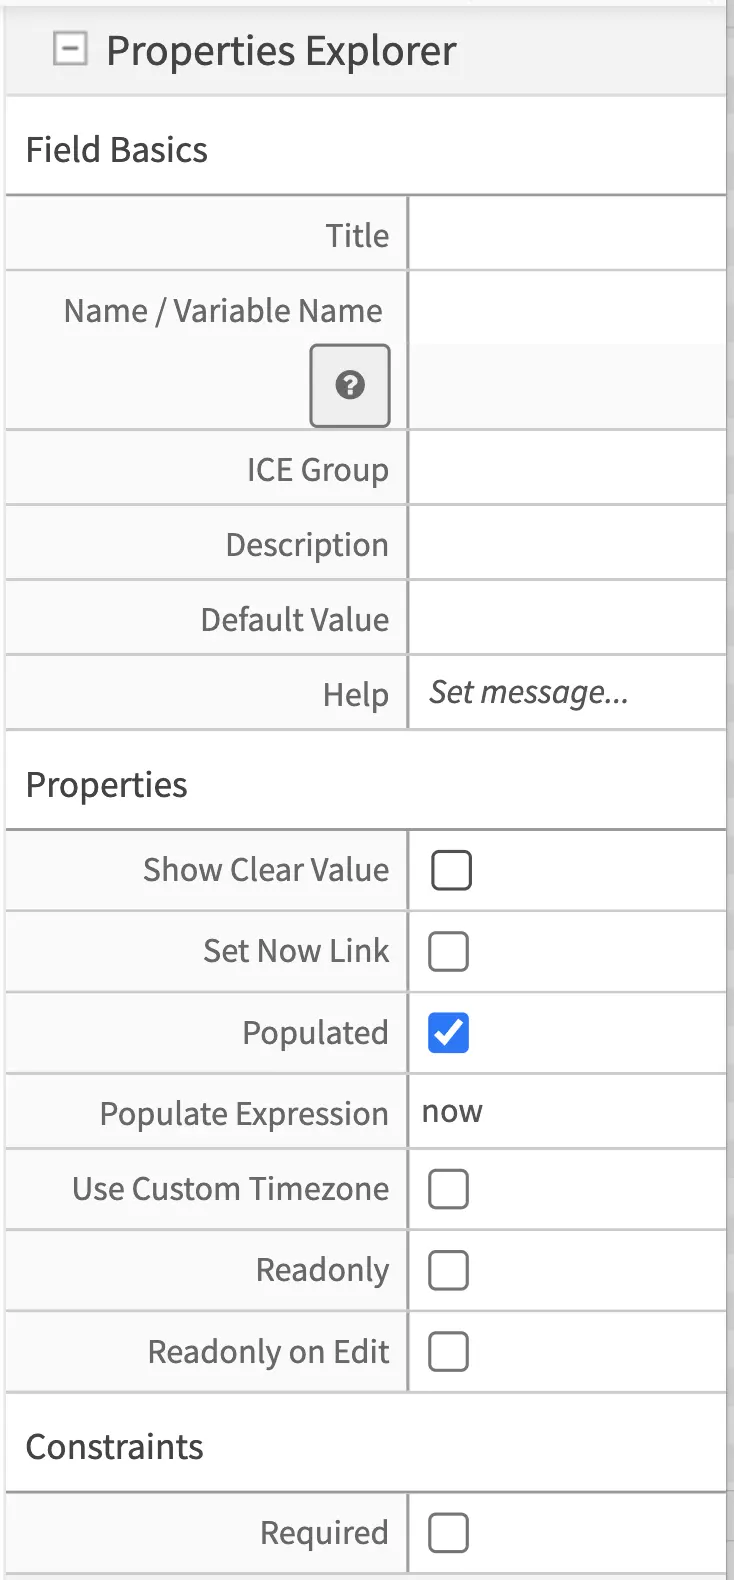 Properties Explorer
Field Basics
Title
Name / Variable Name
?
ICE Group
Description
Default Value
Help Set message...
Properties
Show Clear Value
Set Now Link
Populated
Populate Expression now
Use Custom Timezone
Readonly
Readonly on Edit
Constraints
Required